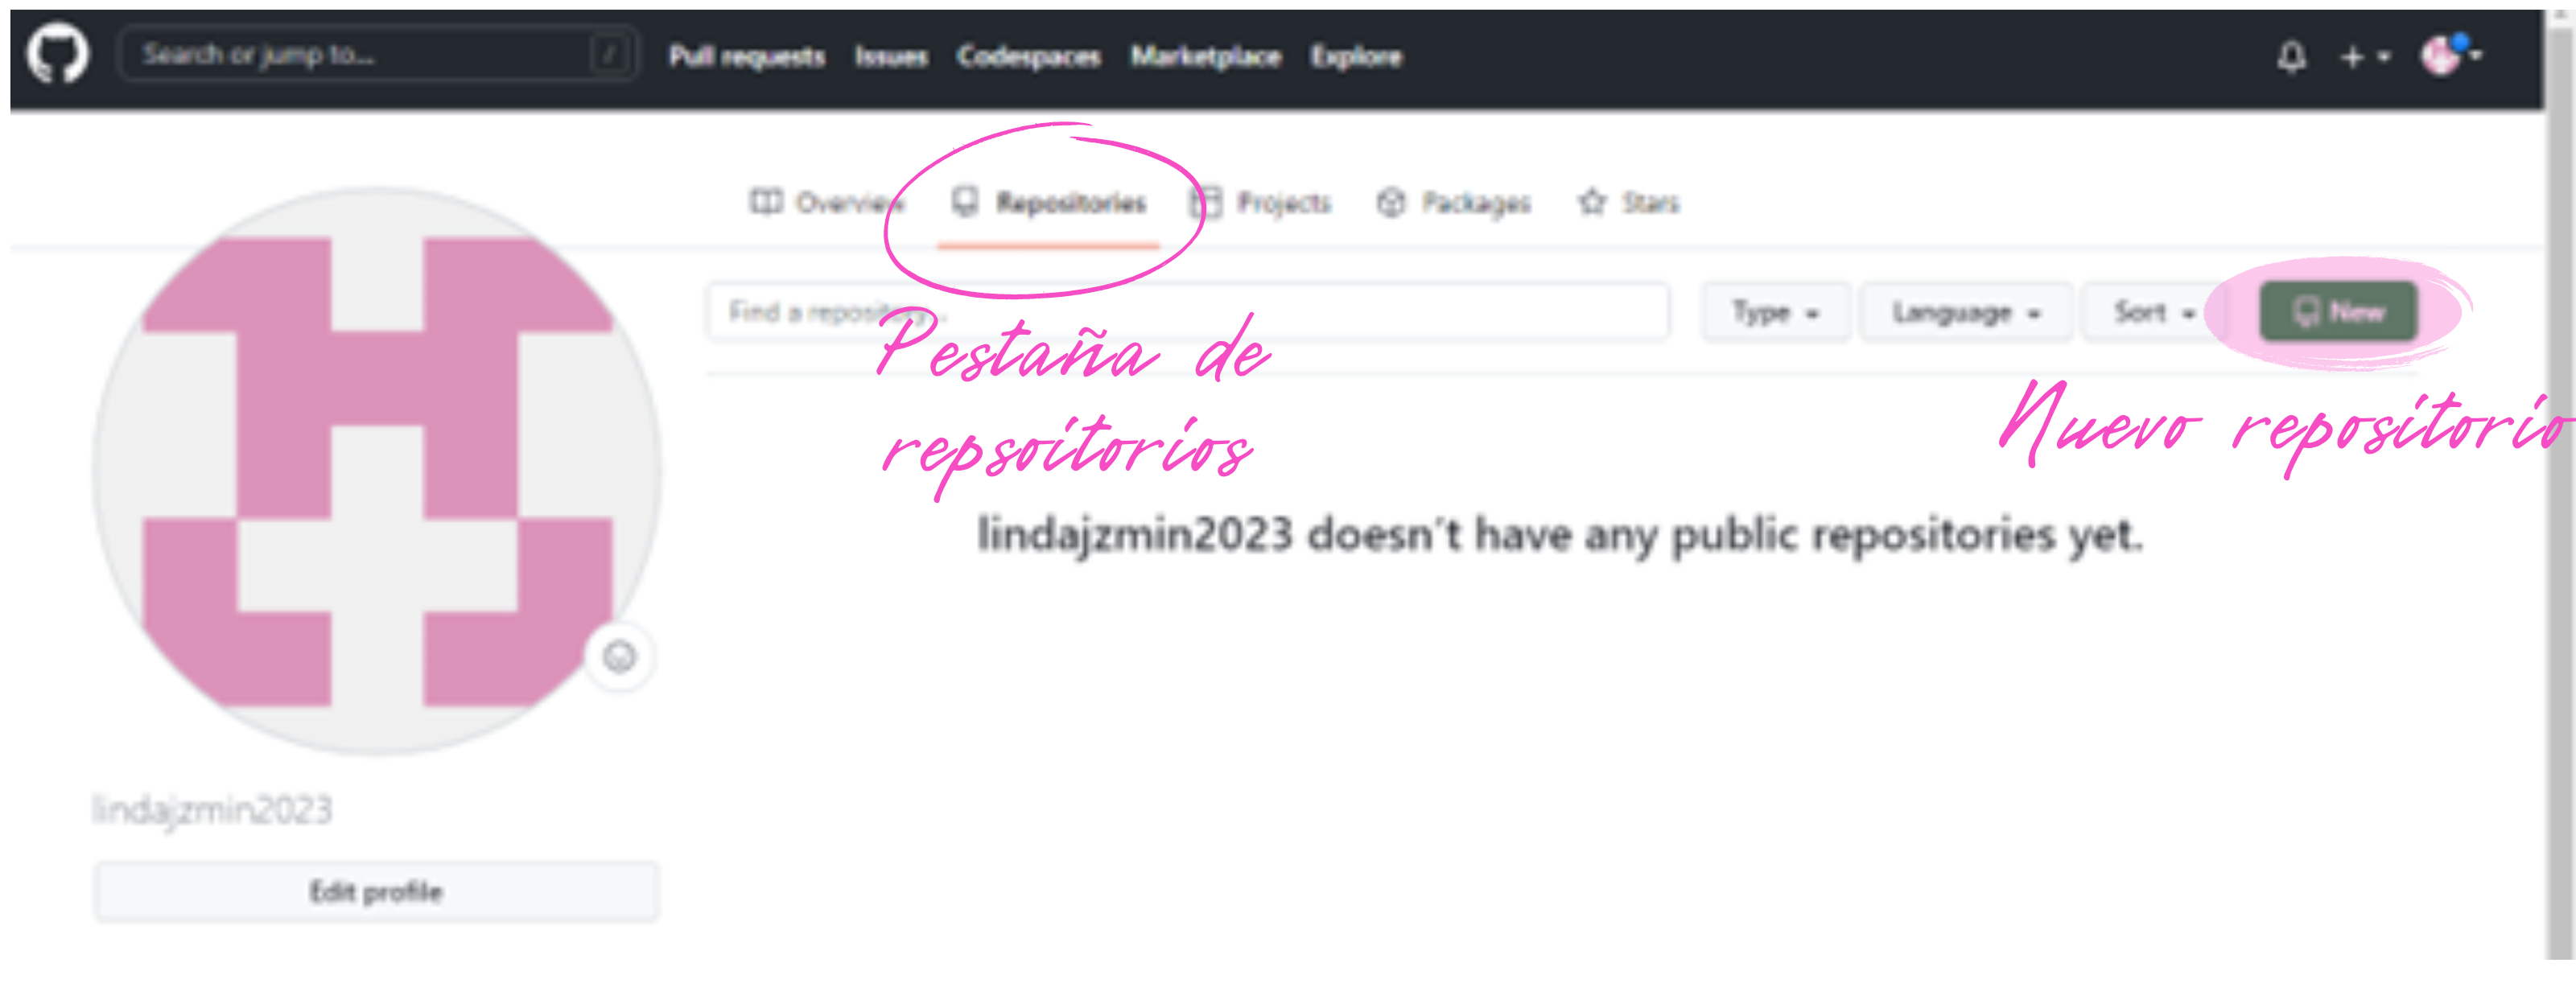 Search or jump to... /
Pull requests Issues Codespaces Marketplace Explore
Overview Repositories Projects Packages Stars
Find a repository... Type Language Sort New
Pestaña de
repsoitorios
Nuevo repositorio
lindajzmin2023 doesn't have any public repositories yet.
lindajzmin2023
Edit profile